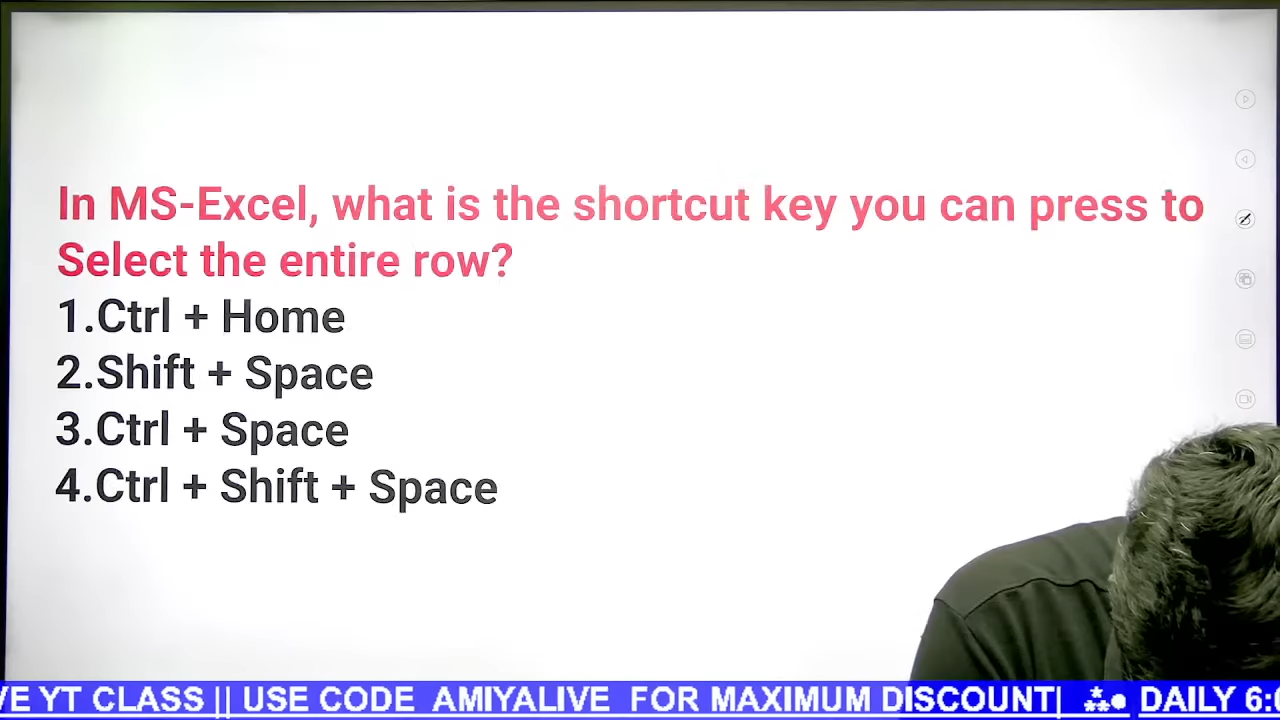 In MS-Excel, what is the shortcut key you can press to
Select the entire row?
1.Ctrl + Home
2.Shift + Space
3.Ctrl + Space
4.Ctrl + Shift + Space
VE YT CLASS || USE CODE AMIYALIVE FOR MAXIMUM DISCOUNT| DAILY 6:0